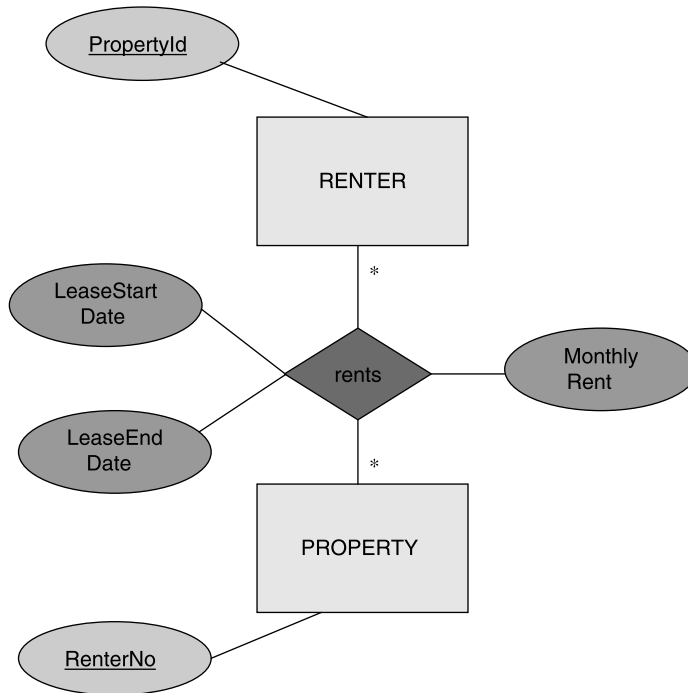 PropertyId
RENTER
*
LeaseStart
Date
rents
Monthly
Rent
LeaseEnd
Date
*
PROPERTY
RenterNo